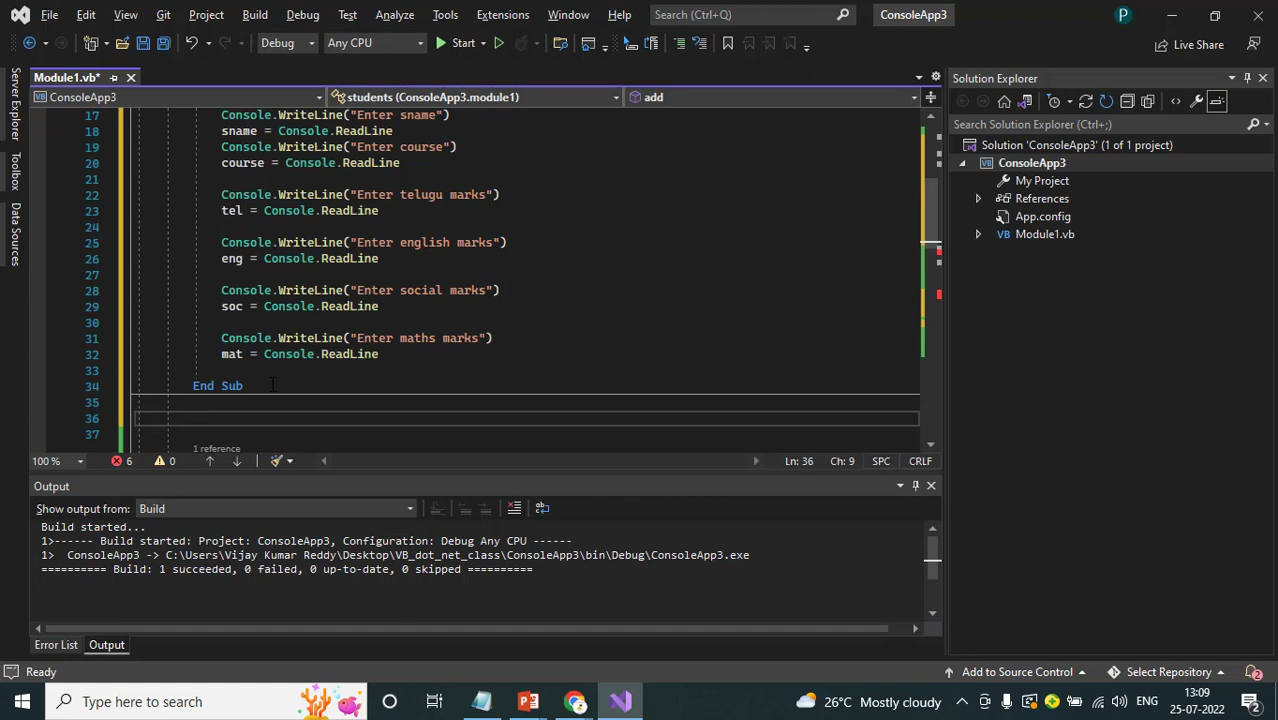 File Edit View Git Project Build Debug Test Analyze Tools Extensions Window Help Search (Ctrl+Q) ConsoleApp3 P
Debug Any CPU Start Live Share
Module1.vb*
ConsoleApp3 students (ConsoleApp3.module1) add
17 Console.WriteLine("Enter sname")
18 sname = Console.ReadLine
19 Console.WriteLine("Enter course")
20 course = Console.ReadLine
21
22 Console.WriteLine("Enter telugu marks")
23 tel = Console.ReadLine
24
25 Console.WriteLine("Enter english marks")
26 eng = Console.ReadLine
27
28 Console.WriteLine("Enter social marks")
29 soc = Console.ReadLine
30
31 Console.WriteLine("Enter maths marks")
32 mat = Console.ReadLine
33
34 End Sub
35
36
37
1 reference
100 % 6 0 Ln: 36 Ch: 9 SPC CRLF
Output
Show output from: Build
Build started...
1>------ Build started: Project: ConsoleApp3, Configuration: Debug Any CPU ------
1> ConsoleApp3 -> C:\Users\Vijay Kumar Reddy\Desktop\VB_dot_net_class\ConsoleApp3\bin\Debug\ConsoleApp3.exe
========== Build: 1 succeeded, 0 failed, 0 up-to-date, 0 skipped ==========
Error List Output
Server Explorer
Toolbox
Data Sources
Solution Explorer
Search Solution Explorer (Ctrl+;)
Solution 'ConsoleApp3' (1 of 1 project)
ConsoleApp3
My Project
References
App.config
VB Module1.vb
Ready Add to Source Control Select Repository 2
Type here to search 26°C Mostly cloudy ENG 13:09
25-07-2022 2